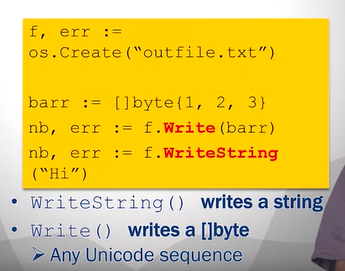 f, err :=
os.Create(“outfile.txt”)
barr := []byte{1, 2, 3}
nb, err := f.Write(barr)
nb, err := f.WriteString
(“Hi”)
• WriteString() writes a string
• Write() writes a []byte
➢ Any Unicode sequence